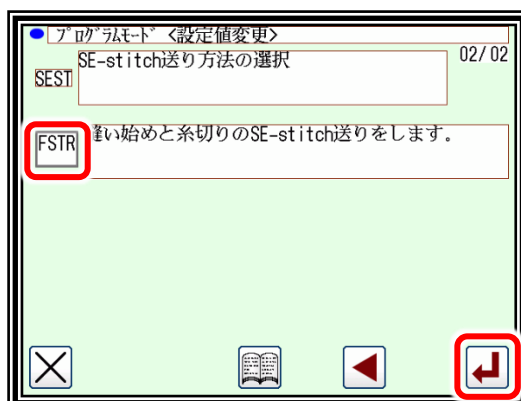 プログラムモード 〈設定値変更〉
02/02
SEST
SE-stitch送り方法の選択
FSTR
縫い始めと糸切りのSE-stitch送りをします。